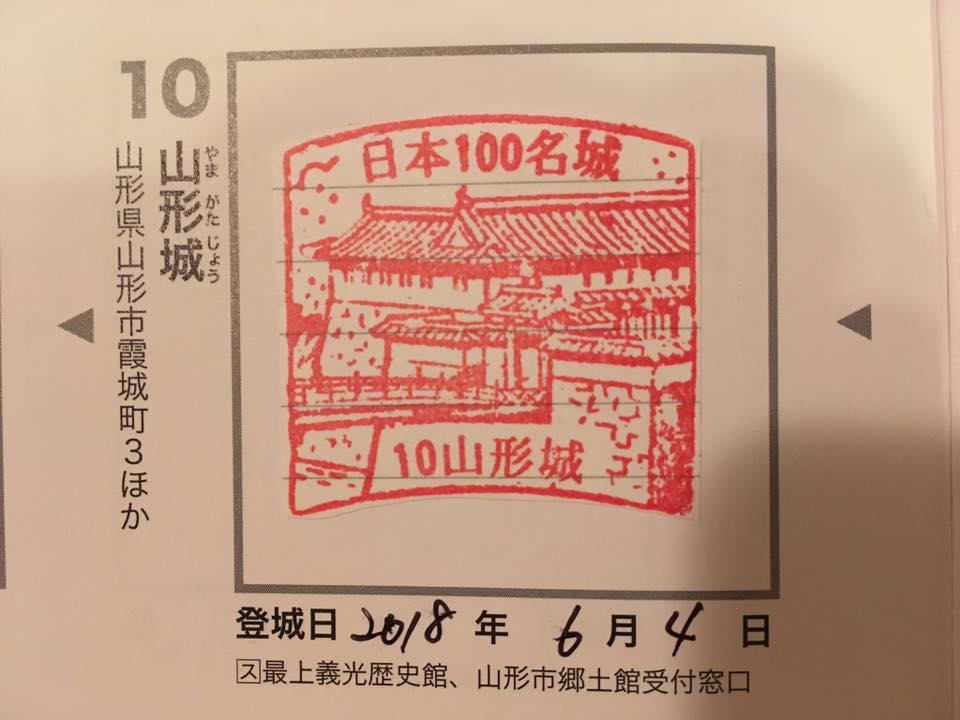 10
山形城
やまがたじょう
山形県山形市霞城町3ほか
日本100名城
10山形城
登城日 2018 年 6 月 4 日
ス最上義光歴史館、山形市郷土館受付窓口